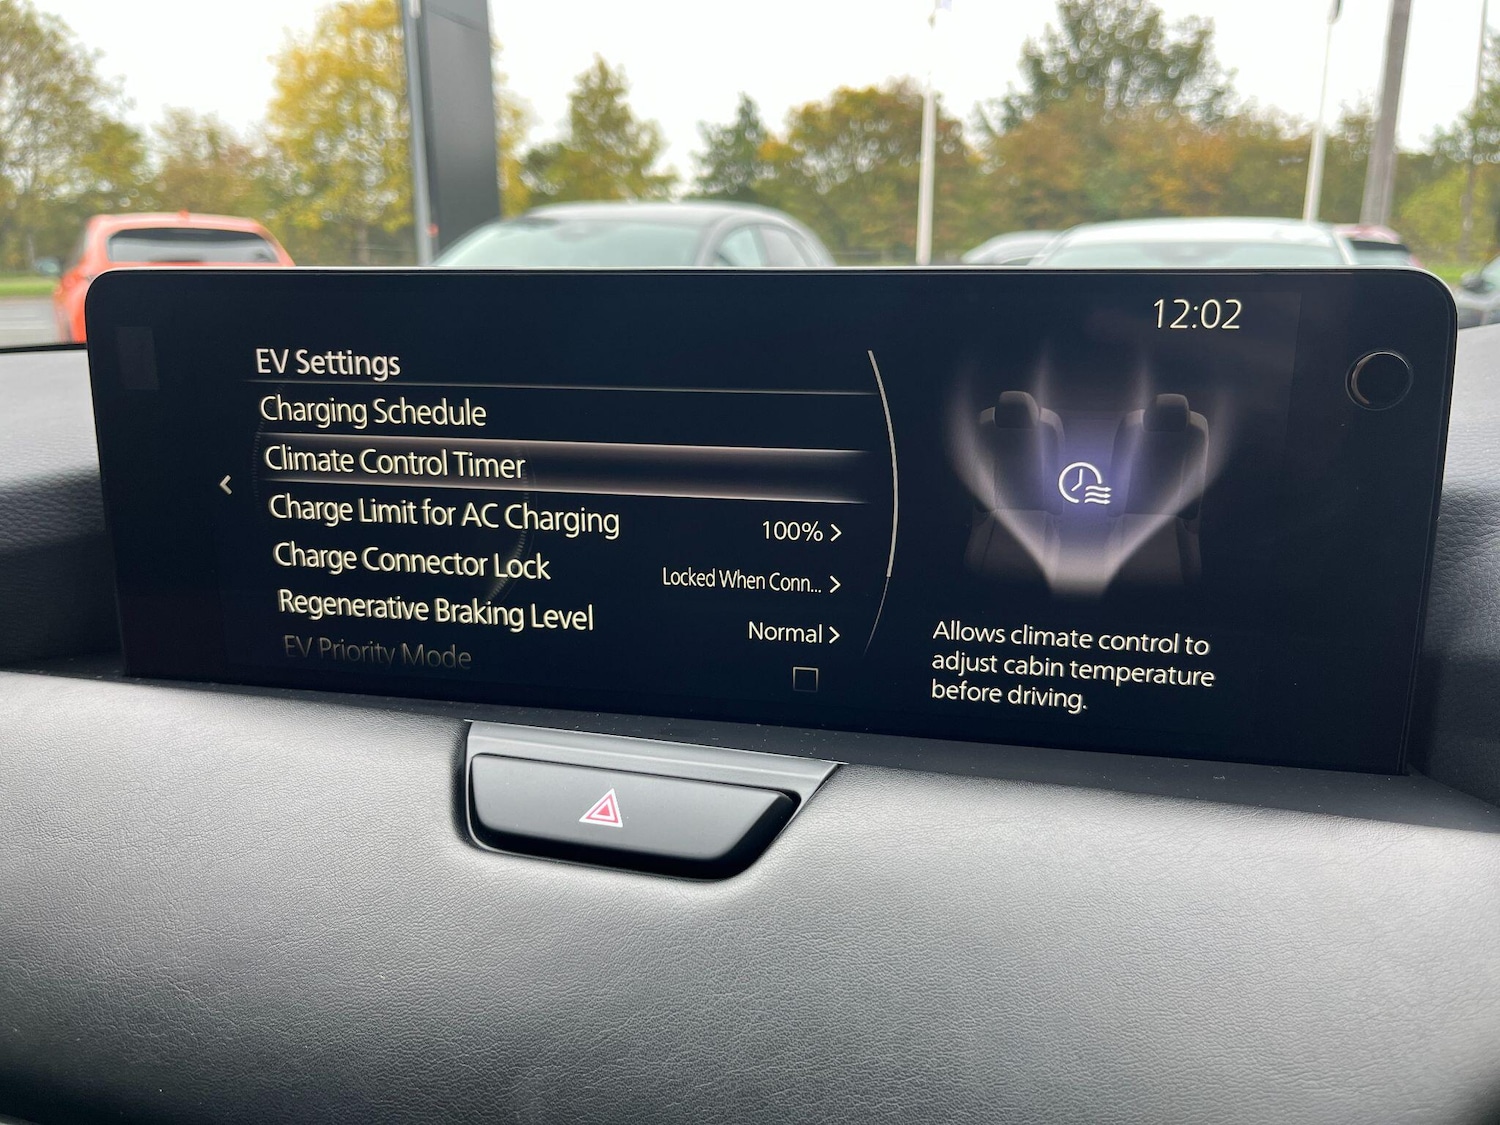 12:02
EV Settings
Charging Schedule
Climate Control Timer
Charge Limit for AC Charging 100%
Charge Connector Lock Locked When Conn...
Regenerative Braking Level Normal
EV Priority Mode
Allows climate control to
adjust cabin temperature
before driving.